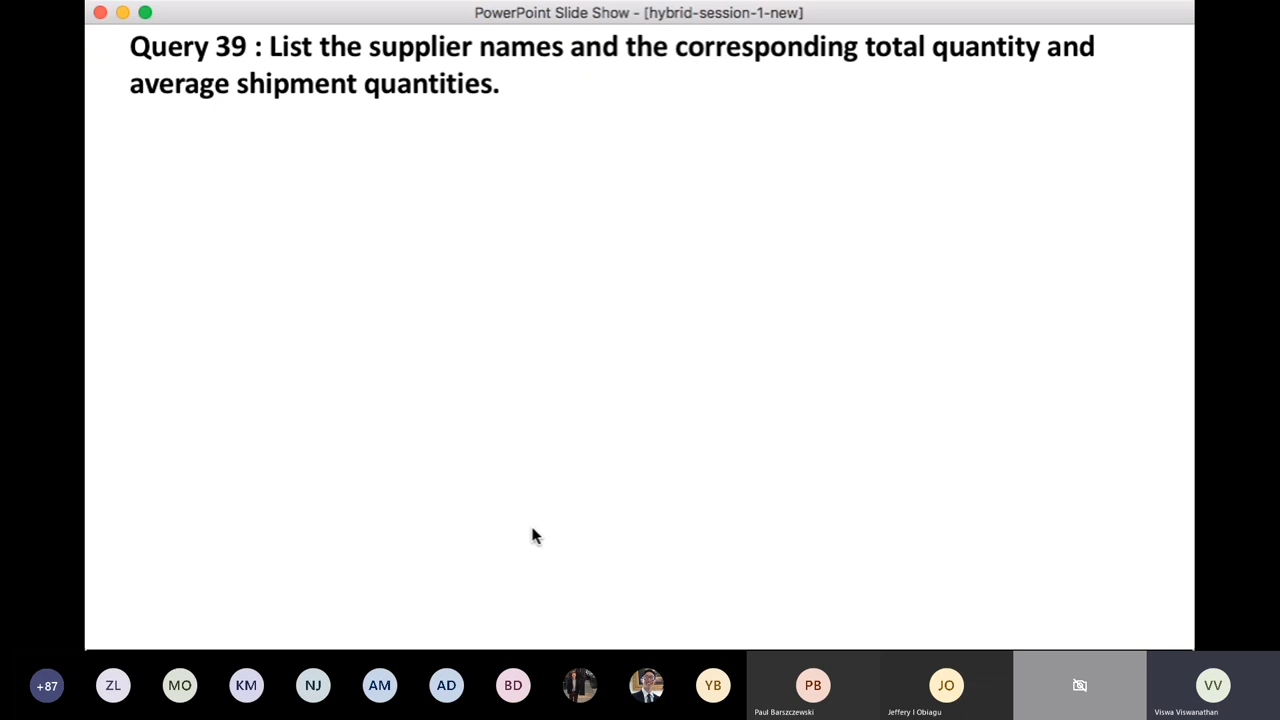 PowerPoint Slide Show - [hybrid-session-1-new]
Query 39 : List the supplier names and the corresponding total quantity and
average shipment quantities.
+87
ZL
MO
KM
NJ
AM
AD
BD
YB
PB
JO
VV
Paul Barszczewski
Jeffery I Obiagu
Viswa Viswanathan